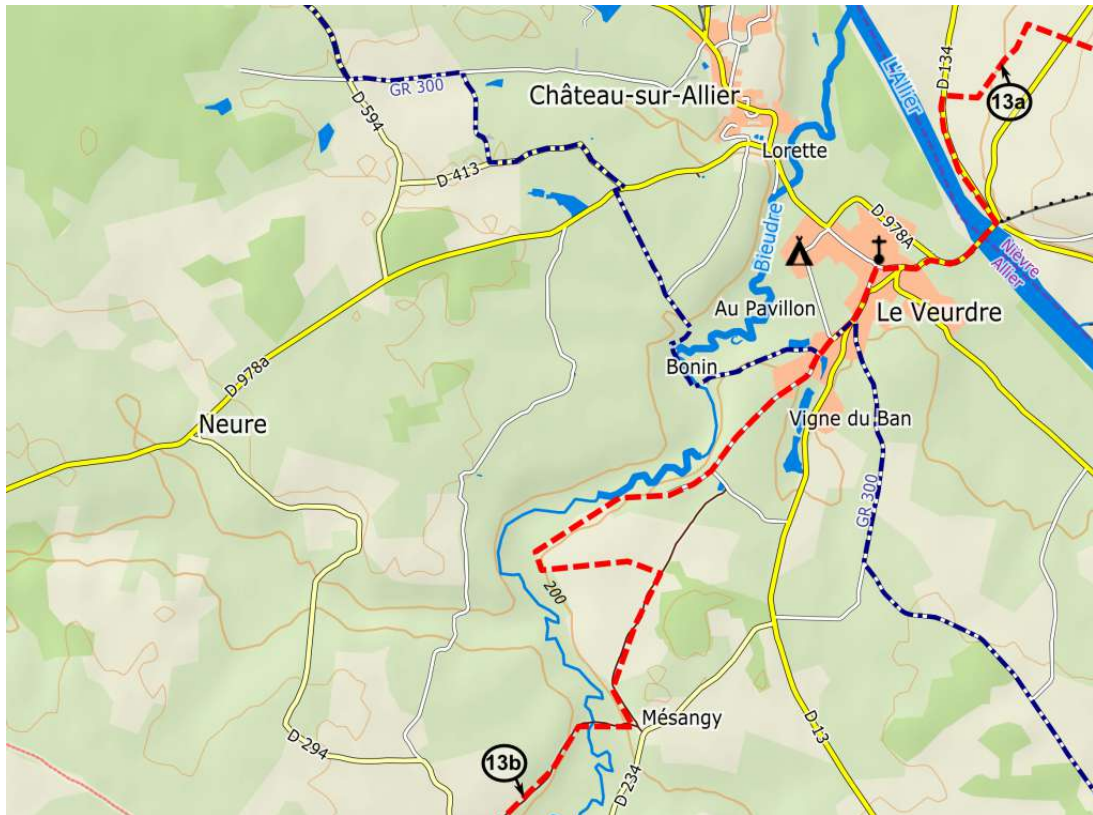 D 134
13a
GR 300
D 594
Château-sur-Allier
L'Allier
Lorette
D 413
Bieudre
D 978A
Nièvre
Allier
Au Pavillon
Le Veurdre
Bonin
D 978a
Neure
Vigne du Ban
GR 300
200
Mésangy
D 294
13b
D 234
D 13